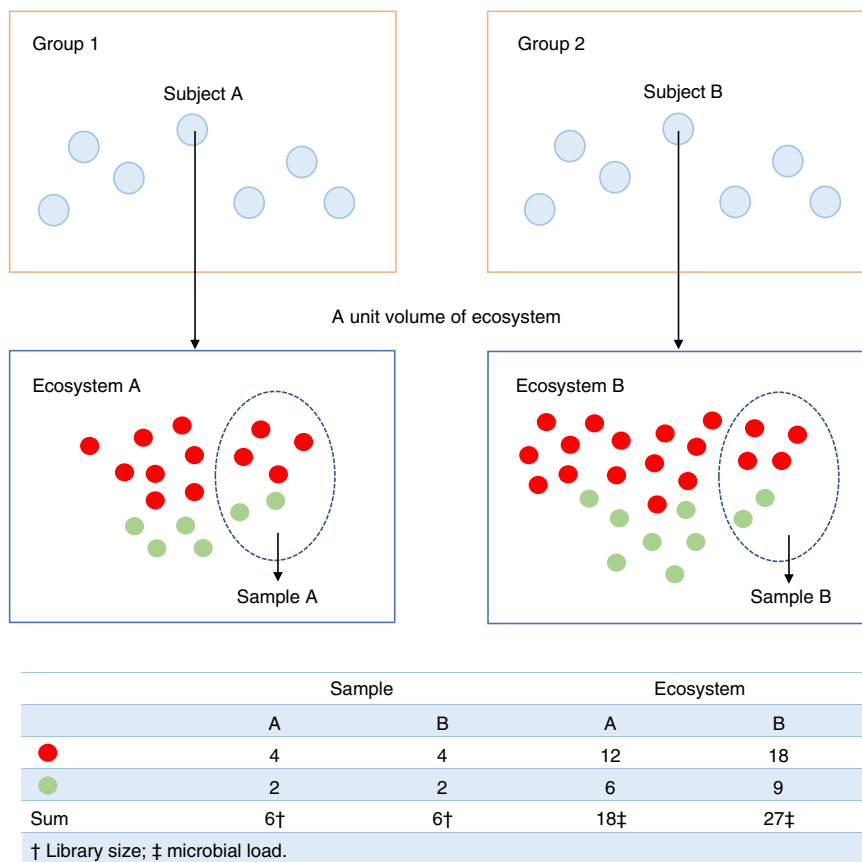 Group 1
Group 2
Subject A
Subject B
A unit volume of ecosystem
Ecosystem A
Ecosystem B
Sample A
Sample B
Sample Ecosystem
A B A B
4 4 12 18
2 2 6 9
Sum 6† 6† 18‡ 27‡
† Library size; ‡ microbial load.